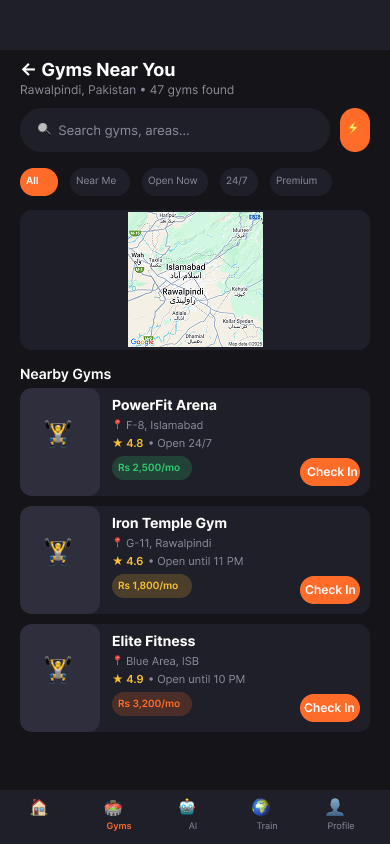 ← Gyms Near You
Rawalpindi, Pakistan • 47 gyms found
Search gyms, areas...
All
Near Me
Open Now
24/7
Premium
Haripur
Murree
Wah
واہ
Taxila
Islamabad
اسلام آباد
Rawalpindi
راولپنڈی
Kahuta
Adiala
Kallar Syedan
Dhamial
Google
Map data ©2025
Nearby Gyms
PowerFit Arena
F-8, Islamabad
★ 4.8 • Open 24/7
Rs 2,500/mo
Check In
Iron Temple Gym
G-11, Rawalpindi
★ 4.6 • Open until 11 PM
Rs 1,800/mo
Check In
Elite Fitness
Blue Area, ISB
★ 4.9 • Open until 10 PM
Rs 3,200/mo
Check In
Gyms
AI
Train
Profile